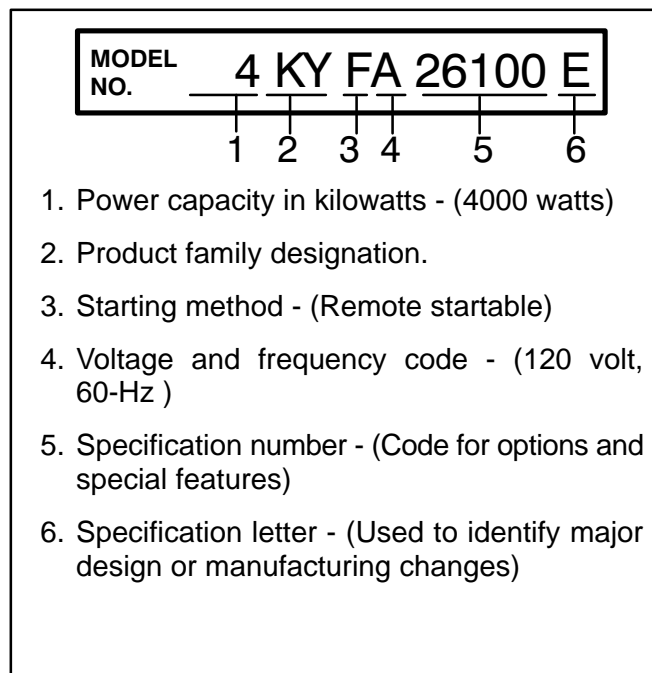 MODEL
NO. 4 KY F A 26100 E
1 2 3 4 5 6
1. Power capacity in kilowatts - (4000 watts)
2. Product family designation.
3. Starting method - (Remote startable)
4. Voltage and frequency code - (120 volt,
60-Hz )
5. Specification number - (Code for options and
special features)
6. Specification letter - (Used to identify major
design or manufacturing changes)